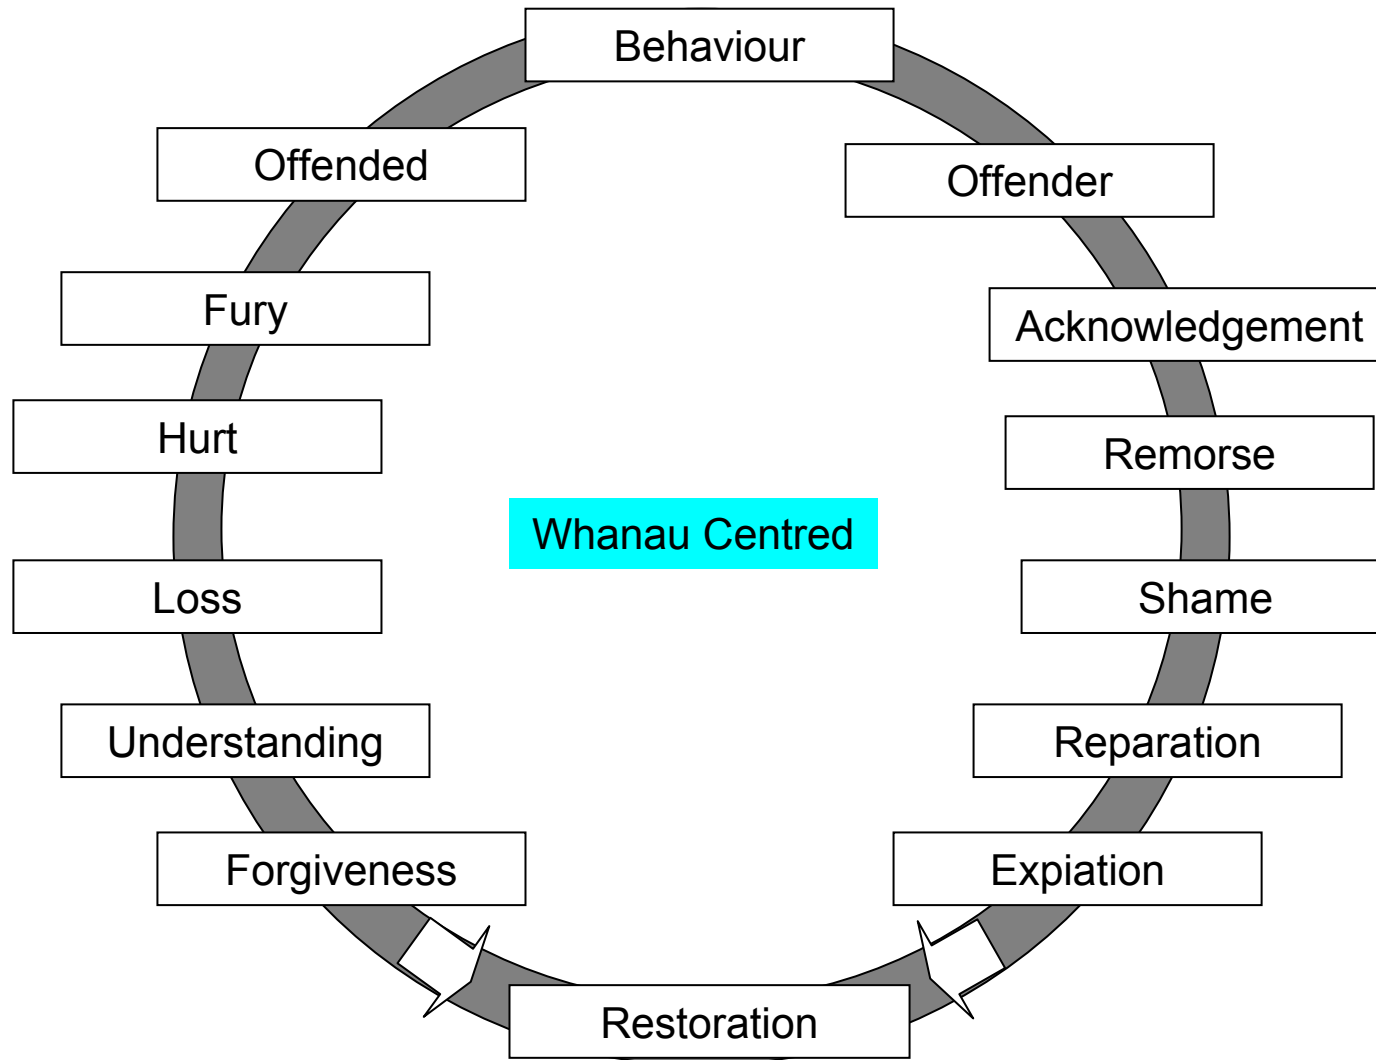 Behaviour
Offended
Offender
Fury
Acknowledgement
Hurt
Remorse
Whanau Centred
Loss
Shame
Understanding
Reparation
Forgiveness
Expiation
Restoration